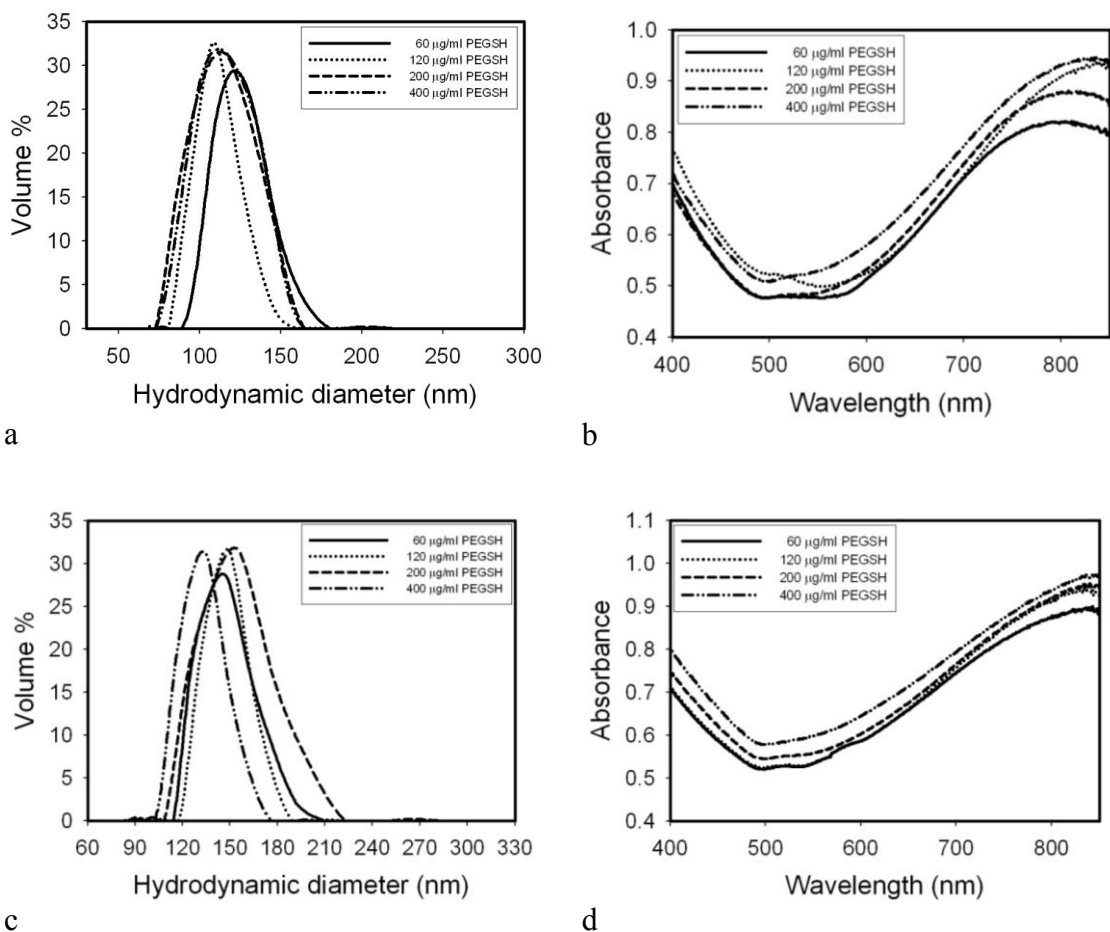 35
30
25
20
15
10
5
0
Volume %
60 μg/ml PEGSH
120 μg/ml PEGSH
200 μg/ml PEGSH
400 μg/ml PEGSH
50 100 150 200 250 300
Hydrodynamic diameter (nm)
a
1.0
0.9
0.8
0.7
0.6
0.5
0.4
Absorbance
60 μg/ml PEGSH
120 μg/ml PEGSH
200 μg/ml PEGSH
400 μg/ml PEGSH
400 500 600 700 800
Wavelength (nm)
b
35
30
25
20
15
10
5
0
Volume %
60 μg/ml PEGSH
120 μg/ml PEGSH
200 μg/ml PEGSH
400 μg/ml PEGSH
60 90 120 150 180 210 240 270 300 330
Hydrodynamic diameter (nm)
c
1.1
1.0
0.9
0.8
0.7
0.6
0.5
0.4
Absorbance
60 μg/ml PEGSH
120 μg/ml PEGSH
200 μg/ml PEGSH
400 μg/ml PEGSH
400 500 600 700 800
Wavelength (nm)
d